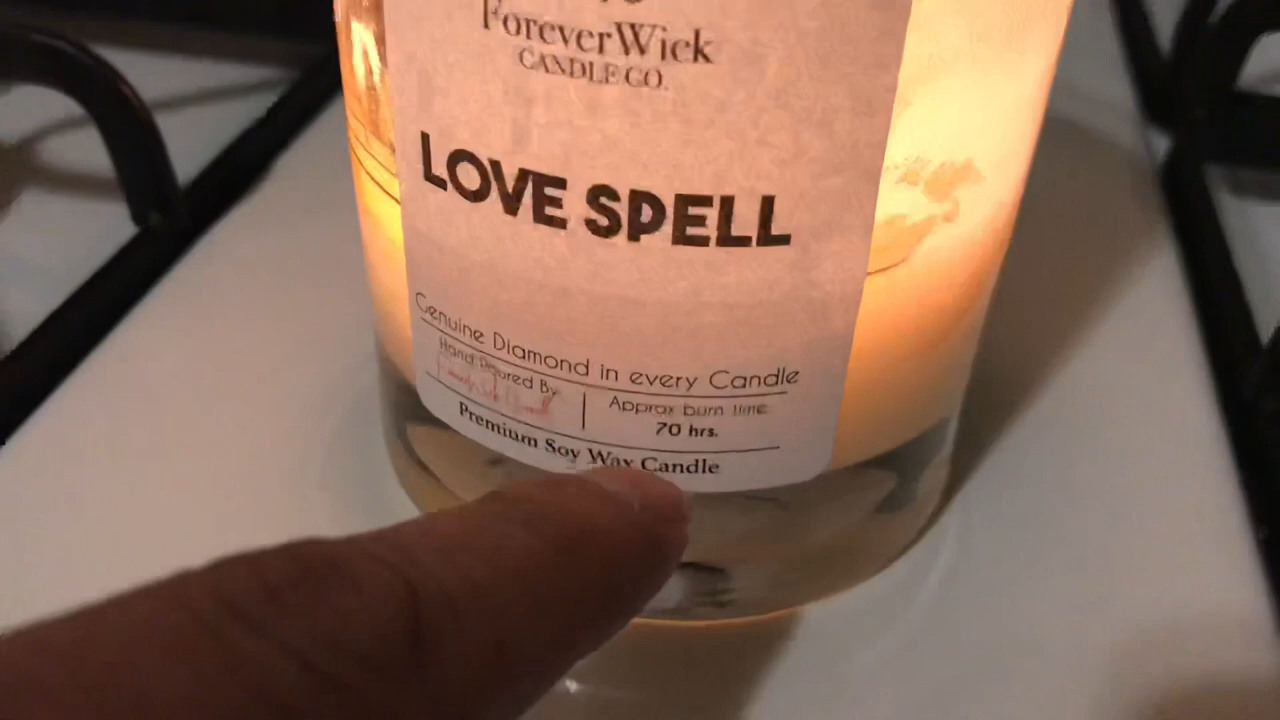 ForeverWick
CANDLE CO.
LOVE SPELL
Genuine Diamond in every Candle
Hand Poured By
Approx burn time
70 hrs.
Premium Soy Wax Candle